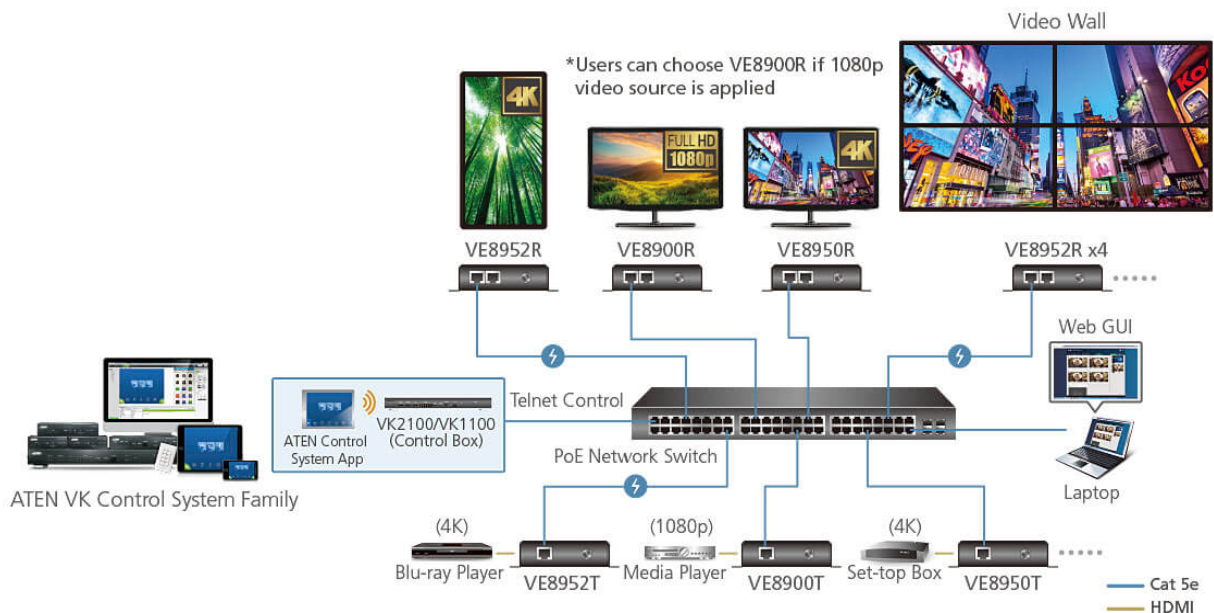 Video Wall
*Users can choose VE8900R if 1080p
video source is applied
4K
FULL HD
1080p
4K
VE8952R
VE8900R
VE8950R
VE8952R x4
Web GUI
Telnet Control
ATEN Control
System App
VK2100/VK1100
(Control Box)
PoE Network Switch
Laptop
ATEN VK Control System Family
(4K)
(1080p)
(4K)
Blu-ray Player
VE8952T
Media Player
VE8900T
Set-top Box
VE8950T
Cat 5e
HDMI